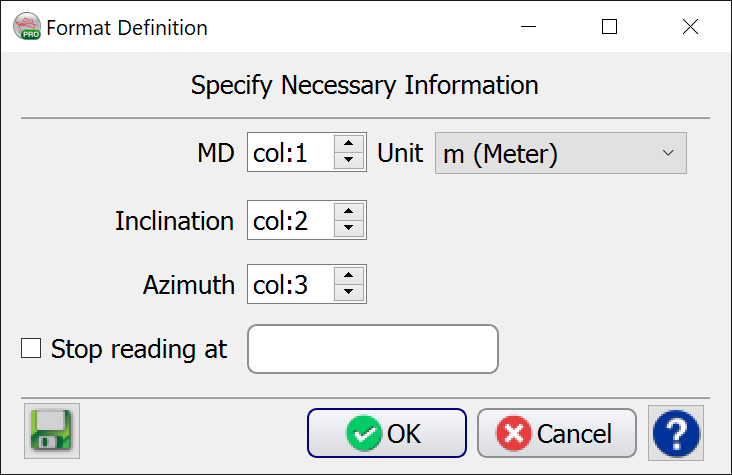 PRO Format Definition
Specify Necessary Information
MD col:1 Unit m (Meter)
Inclination col:2
Azimuth col:3
Stop reading at
OK Cancel ?